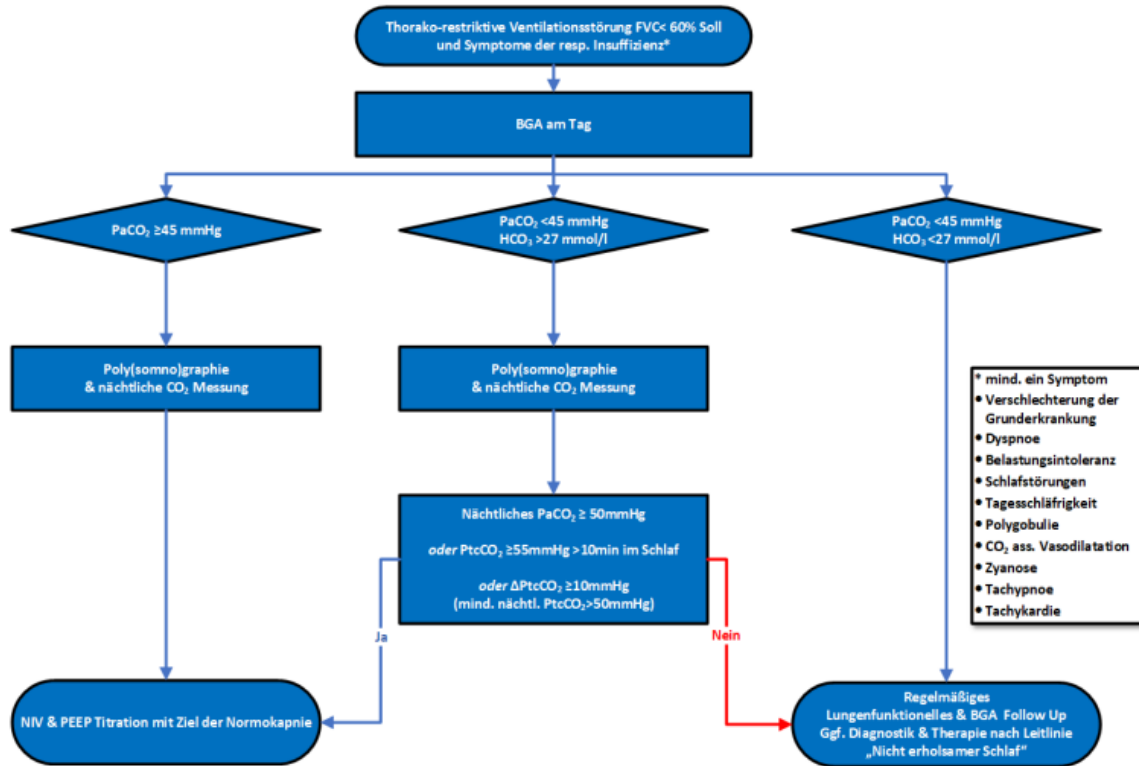 Thorako-restriktive Ventilationsstörung FVC< 60% Soll
und Symptome der resp. Insuffizienz*
BGA am Tag
PaCO₂ ≥45 mmHg
PaCO₂ <45 mmHg
HCO₃ >27 mmol/l
PaCO₂ <45 mmHg
HCO₃ <27 mmol/l
Poly(somno)graphie
& nächtliche CO₂ Messung
Poly(somno)graphie
& nächtliche CO₂ Messung
* mind. ein Symptom
• Verschlechterung der
Grunderkrankung
• Dyspnoe
• Belastungsintoleranz
• Schlafstörungen
• Tagesschläfrigkeit
• Polygobulie
• CO₂ ass. Vasodilatation
• Zyanose
• Tachypnoe
• Tachykardie
Nächtliches PaCO₂ ≥ 50mmHg
oder PtcCO₂ ≥55mmHg >10min im Schlaf
oder ΔPtcCO₂ ≥10mmHg
(mind. nächtl. PtcCO₂>50mmHg)
Ja
Nein
NIV & PEEP Titration mit Ziel der Normokapnie
Regelmäßiges
Lungenfunktionelles & BGA Follow Up
Ggf. Diagnostik & Therapie nach Leitlinie
„Nicht erholsamer Schlaf“